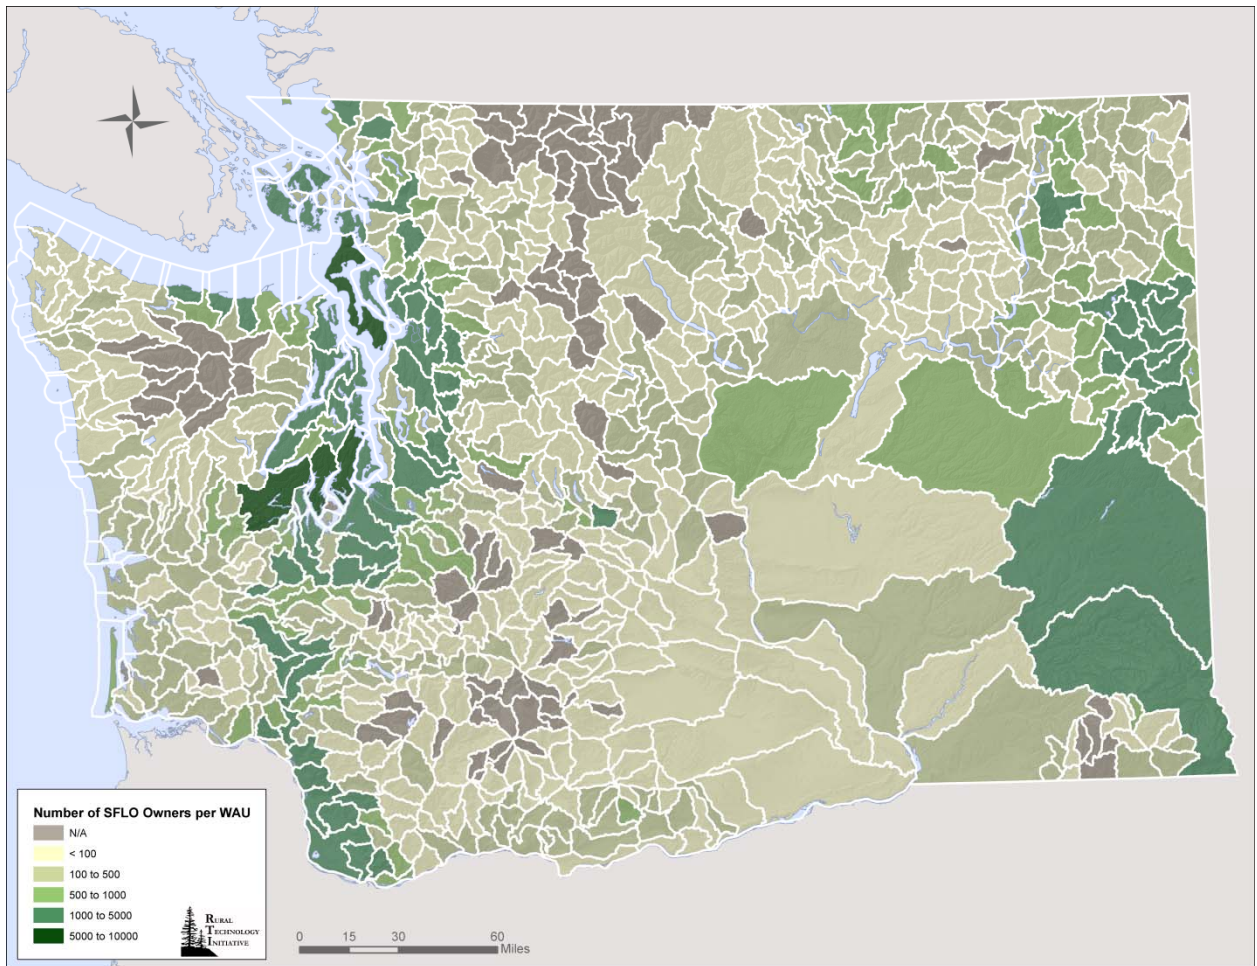 Number of SFLO Owners per WAU
N/A
< 100
100 to 500
500 to 1000
1000 to 5000
5000 to 10000
RURAL
TECHNOLOGY
INITIATIVE
0 15 30 60
Miles